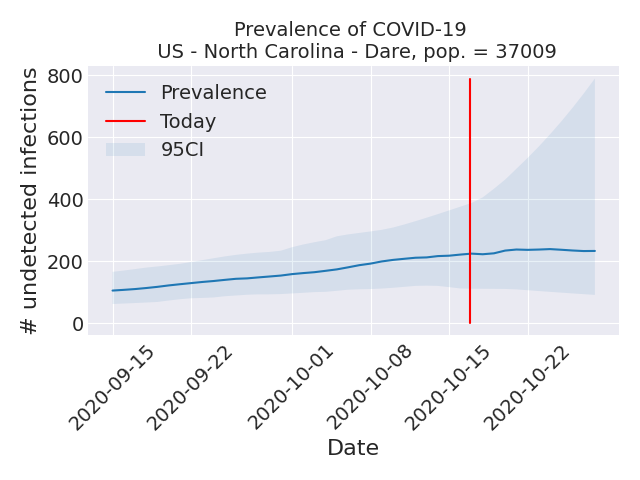 Prevalence of COVID-19
US - North Carolina - Dare, pop. = 37009
# undetected infections
800
600
400
200
0
Prevalence
Today
95CI
2020-09-15
2020-09-22
2020-10-01
2020-10-08
2020-10-15
2020-10-22
Date